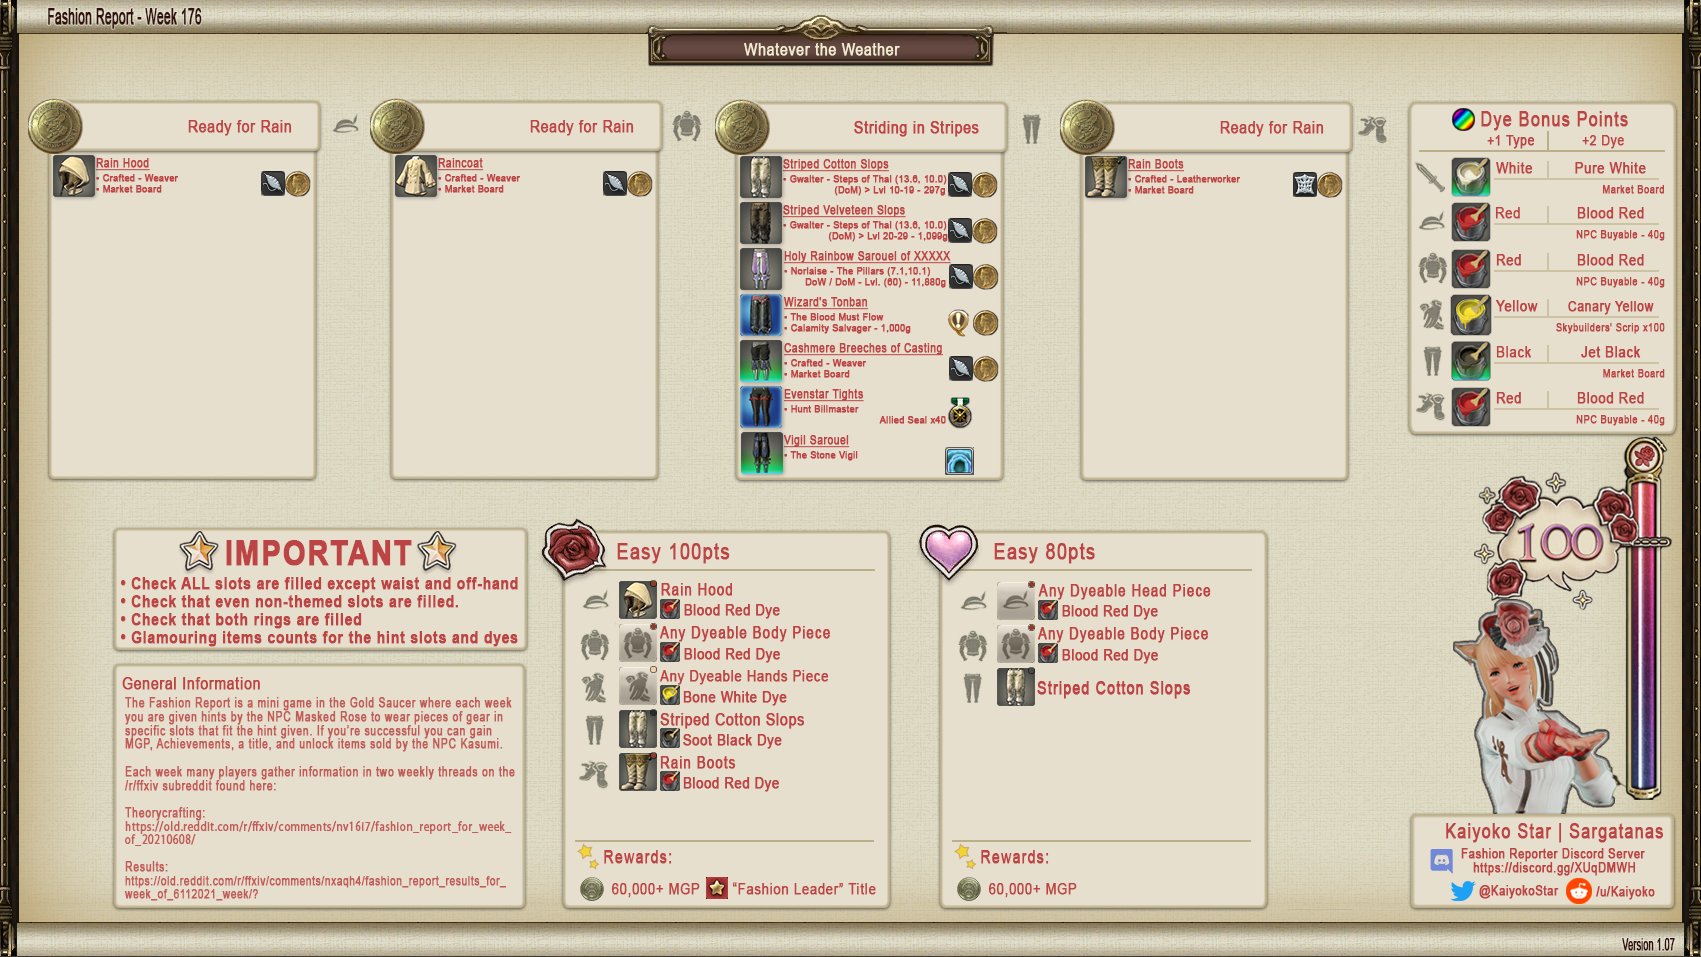 Fashion Report - Week 176
Whatever the Weather
Ready for Rain
Rain Hood
• Crafted - Weaver
• Market Board
Ready for Rain
Raincoat
• Crafted - Weaver
• Market Board
Striding in Stripes
Striped Cotton Slops
• Gwalter - Steps of Thal (13.6, 10.0)
(DoM) > Lvl 10-19 - 297g
Striped Velveteen Slops
• Gwalter - Steps of Thal (13.6, 10.0)
(DoM) > Lvl 20-29 - 1,099g
Holy Rainbow Sarouel of XXXXX
• Norlaise - The Pillars (7.1,10.1)
DoW / DoM - Lvl. (60) - 11,880g
Wizard's Tonban
• The Blood Must Flow
• Calamity Salvager - 1,000g
Cashmere Breeches of Casting
• Crafted - Weaver
• Market Board
Evenstar Tights
• Hunt Billmaster
Allied Seal x40
Vigil Sarouel
• The Stone Vigil
Ready for Rain
Rain Boots
• Crafted - Leatherworker
• Market Board
Dye Bonus Points
+1 Type | +2 Dye
White | Pure White
Market Board
Red | Blood Red
NPC Buyable - 40g
Red | Blood Red
NPC Buyable - 40g
Yellow | Canary Yellow
Skybuilders' Scrip x100
Black | Jet Black
Market Board
Red | Blood Red
NPC Buyable - 40g
IMPORTANT
• Check ALL slots are filled except waist and off-hand
• Check that even non-themed slots are filled.
• Check that both rings are filled
• Glamouring items counts for the hint slots and dyes
General Information
The Fashion Report is a mini game in the Gold Saucer where each week
you are given hints by the NPC Masked Rose to wear pieces of gear in
specific slots that fit the hint given. If you're successful you can gain
MGP, Achievements, a title, and unlock items sold by the NPC Kasumi.
Each week many players gather information in two weekly threads on the
/r/ffxiv subreddit found here:
Theorycrafting:
https://old.reddit.com/r/ffxiv/comments/nv16i7/fashion_report_for_week_
of_20210608/
Results:
https://old.reddit.com/r/ffxiv/comments/nxaqh4/fashion_report_results_for_
week_of_6112021_week/?
Easy 100pts
Rain Hood
Blood Red Dye
Any Dyeable Body Piece
Blood Red Dye
Any Dyeable Hands Piece
Bone White Dye
Striped Cotton Slops
Soot Black Dye
Rain Boots
Blood Red Dye
Rewards:
60,000+ MGP "Fashion Leader" Title
Easy 80pts
Any Dyeable Head Piece
Blood Red Dye
Any Dyeable Body Piece
Blood Red Dye
Striped Cotton Slops
Rewards:
60,000+ MGP
100
Kaiyoko Star | Sargatanas
Fashion Reporter Discord Server
https://discord.gg/XUqDMWH
@KaiyokoStar /u/Kaiyoko
Version 1.07